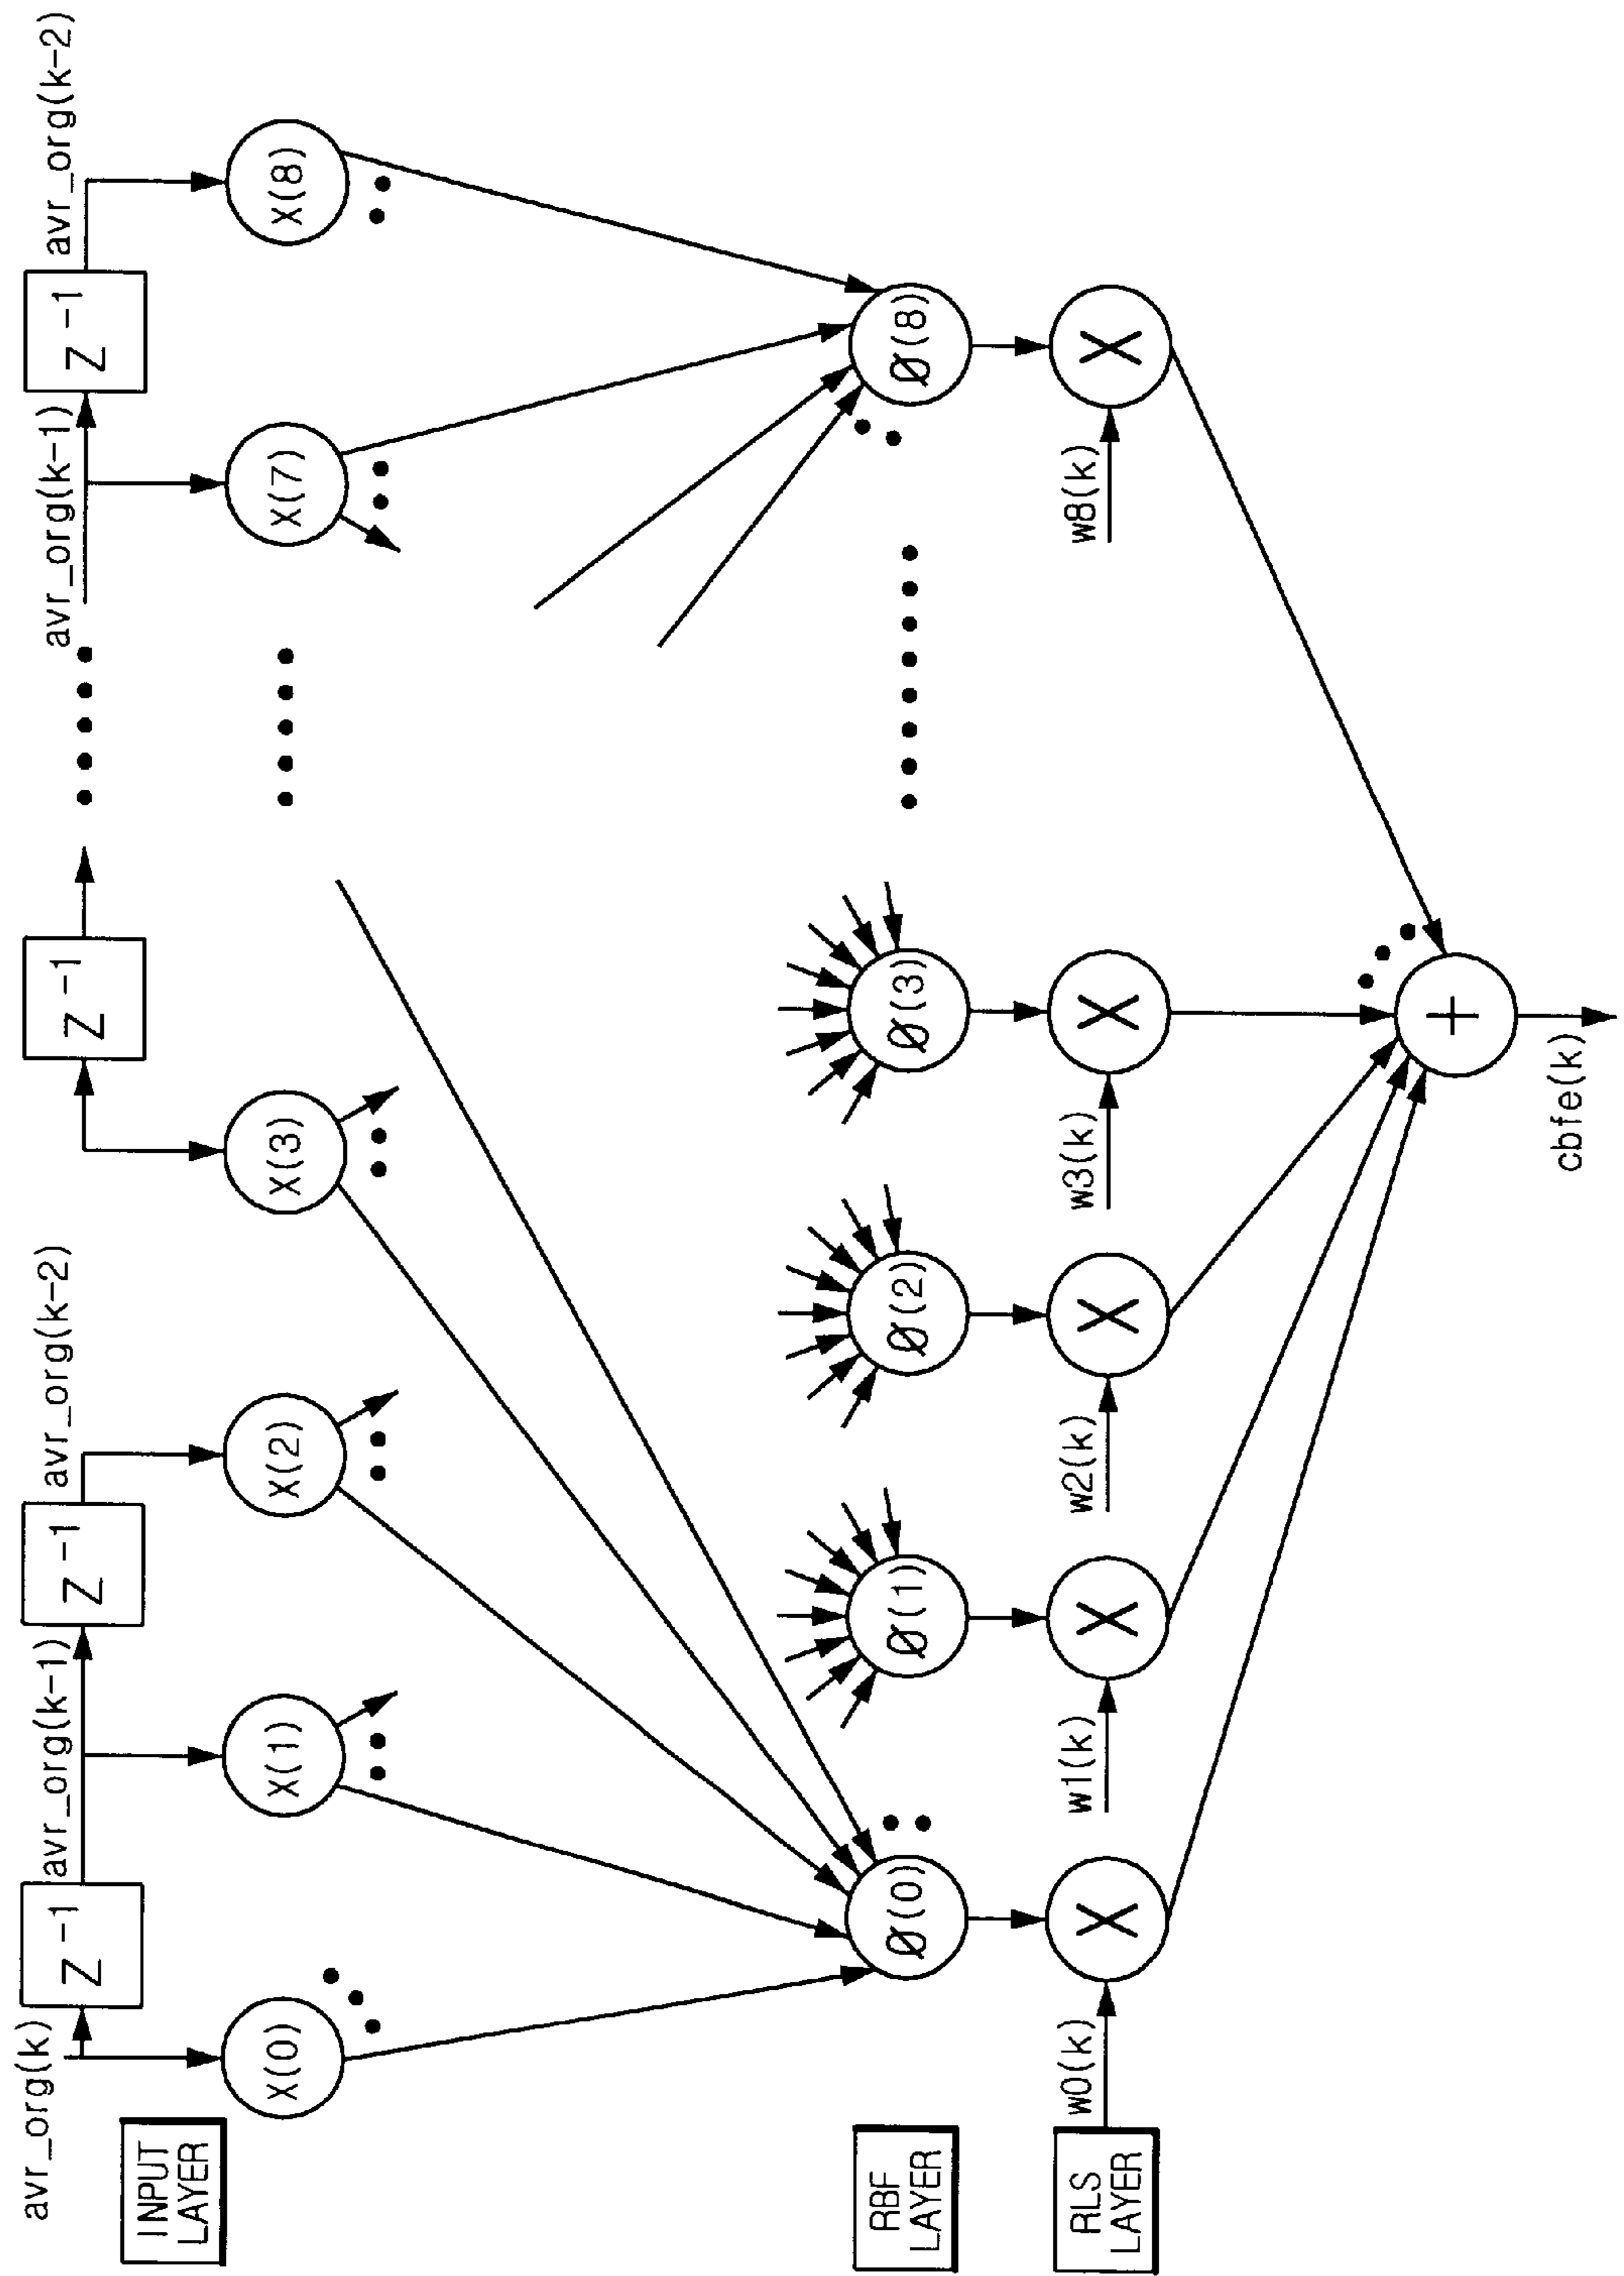 avr_org(k)
avr_org(k-1)
avr_org(k-2)
avr_org(k-1)
avr_org(k-2)
Z -1
Z -1
Z -1
Z -1
INPUT
LAYER
X(0)
X(1)
X(2)
X(3)
X(7)
X(8)
RBF
LAYER
Ø(0)
Ø(1)
Ø(2)
Ø(3)
Ø(8)
RLS
LAYER
w0(k)
w1(k)
w2(k)
w3(k)
w8(k)
X
X
X
X
X
+
cbfe(k)